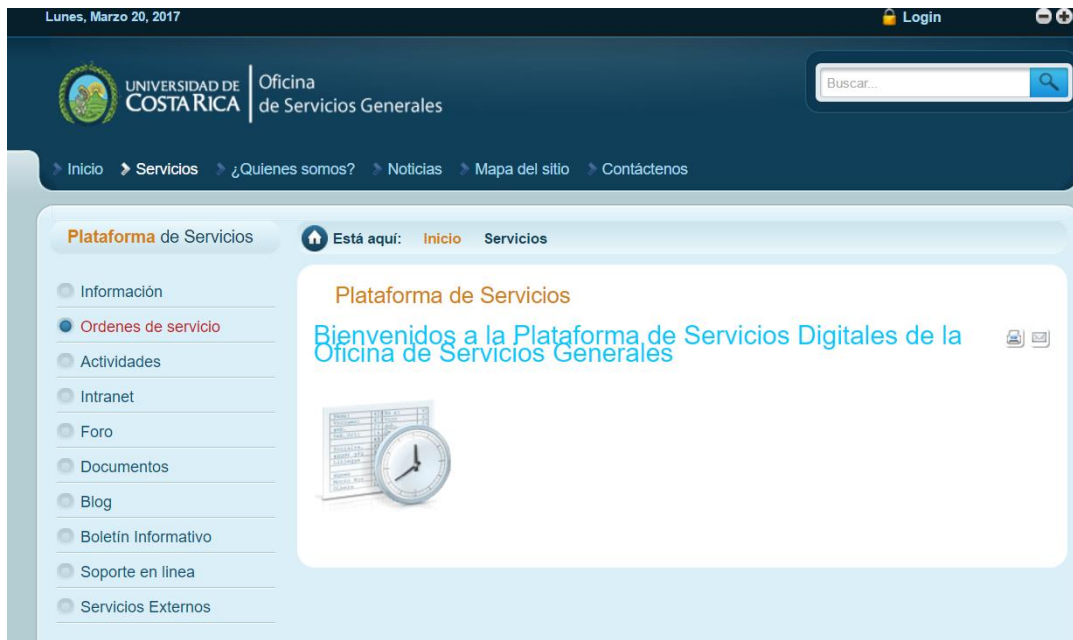 Lunes, Marzo 20, 2017
Login
UNIVERSIDAD DE
COSTA RICA
Oficina
de Servicios Generales
Buscar...
Inicio Servicios ¿Quienes somos? Noticias Mapa del sitio Contáctenos
Plataforma de Servicios
Está aquí: Inicio Servicios
Información
Ordenes de servicio
Actividades
Intranet
Foro
Documentos
Blog
Boletín Informativo
Soporte en linea
Servicios Externos
Plataforma de Servicios
Bienvenidos a la Plataforma de Servicios Digitales de la
Oficina de Servicios Generales